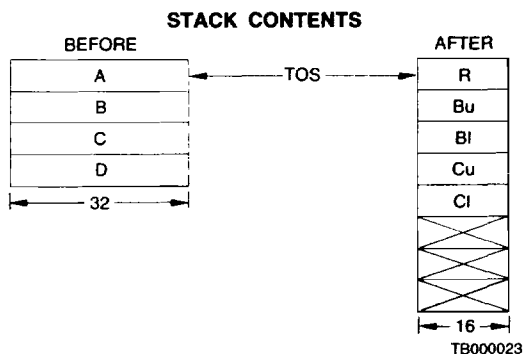 STACK CONTENTS
BEFORE
AFTER
A
TOS
R
B
Bu
C
Bl
D
Cu
32
Cl
16
TB000023